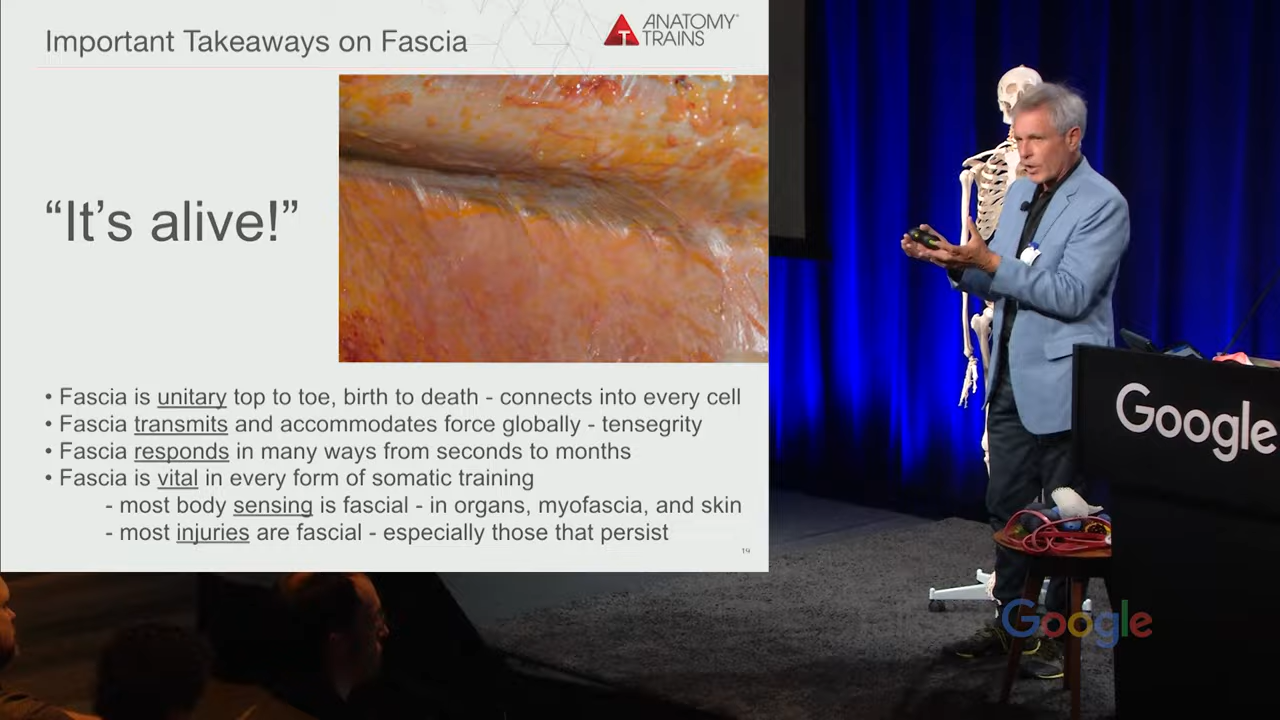 Important Takeaways on Fascia
ANATOMY
TRAINS
T
“It’s alive!”
• Fascia is unitary top to toe, birth to death - connects into every cell
• Fascia transmits and accommodates force globally - tensegrity
• Fascia responds in many ways from seconds to months
• Fascia is vital in every form of somatic training
- most body sensing is fascial - in organs, myofascia, and skin
- most injuries are fascial - especially those that persist
19
Google
Google